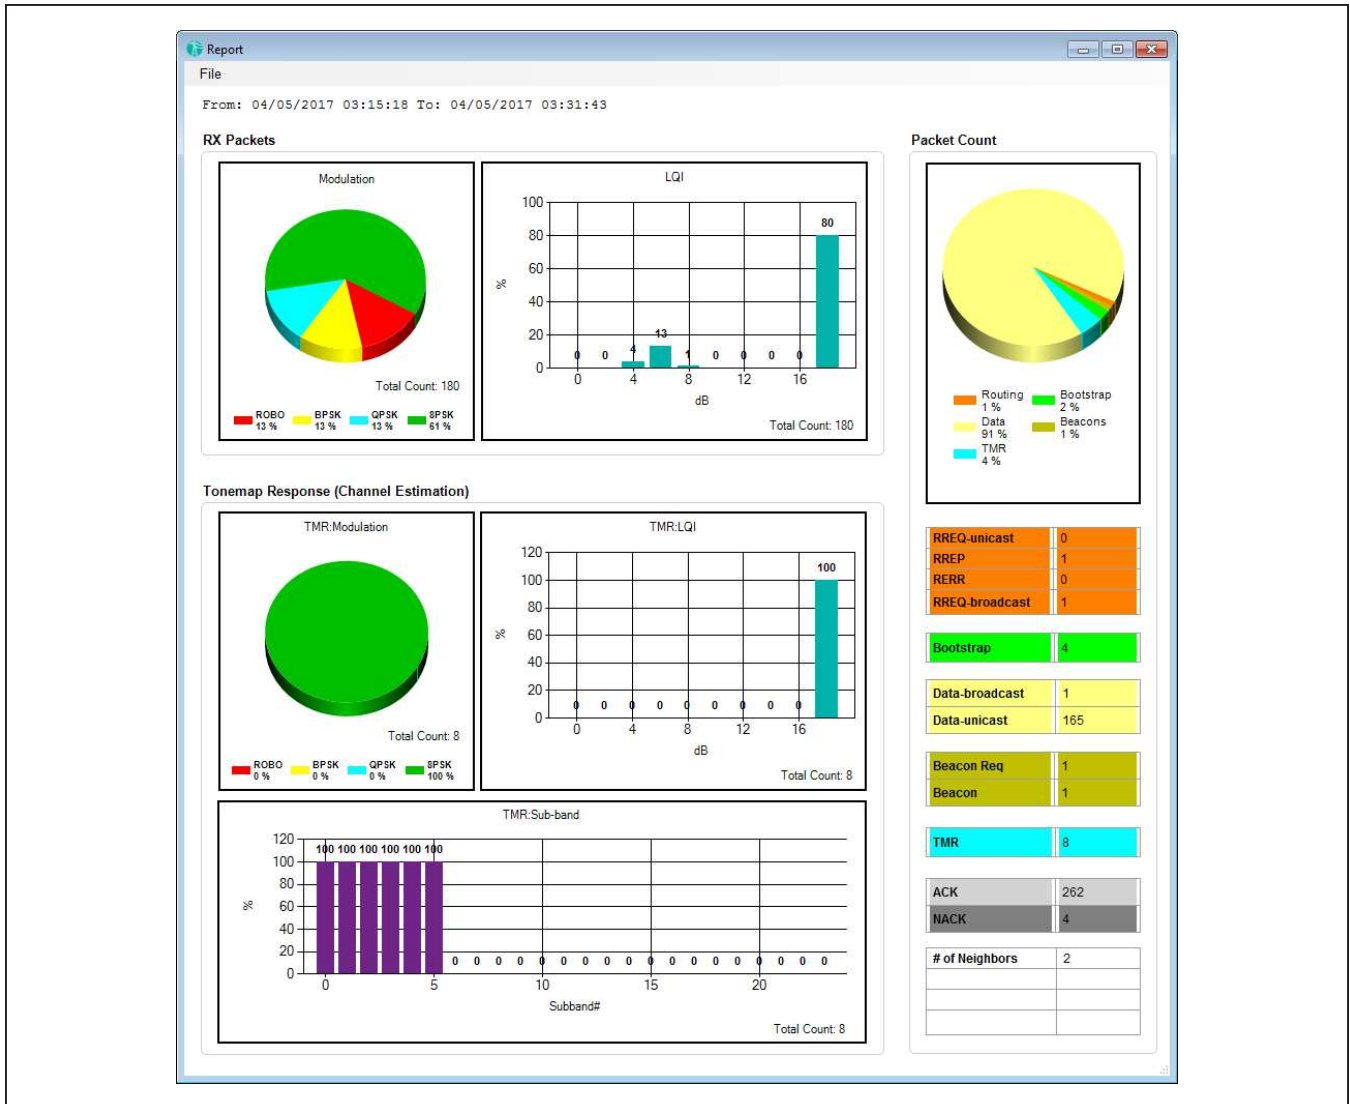 Report
File
From: 04/05/2017 03:15:18 To: 04/05/2017 03:31:43
RX Packets
Modulation
Total Count: 180
ROBO 13 %
BPSK 13 %
QPSK 13 %
8PSK 61 %
LQI
100
80
60
40
20
0
%
0 0 4 13 1 0 0 0 0 80
0 4 8 12 16
dB
Total Count: 180
Tonemap Response (Channel Estimation)
TMR:Modulation
Total Count: 8
ROBO 0 %
BPSK 0 %
QPSK 0 %
8PSK 100 %
TMR:LQI
120
100
80
60
40
20
0
%
0 0 0 0 0 0 0 0 0 100
0 4 8 12 16
dB
Total Count: 8
TMR:Sub-band
120
100
80
60
40
20
0
%
100 100 100 100 100 100 0 0 0 0 0 0 0 0 0 0 0 0 0 0 0 0 0 0
0 5 10 15 20
Subband#
Total Count: 8
Packet Count
Routing 1 %
Bootstrap 2 %
Data 91 %
Beacons 1 %
TMR 4 %
RREQ-unicast 0
RREP 1
RERR 0
RREQ-broadcast 1
Bootstrap 4
Data-broadcast 1
Data-unicast 165
Beacon Req 1
Beacon 1
TMR 8
ACK 262
NACK 4
# of Neighbors 2